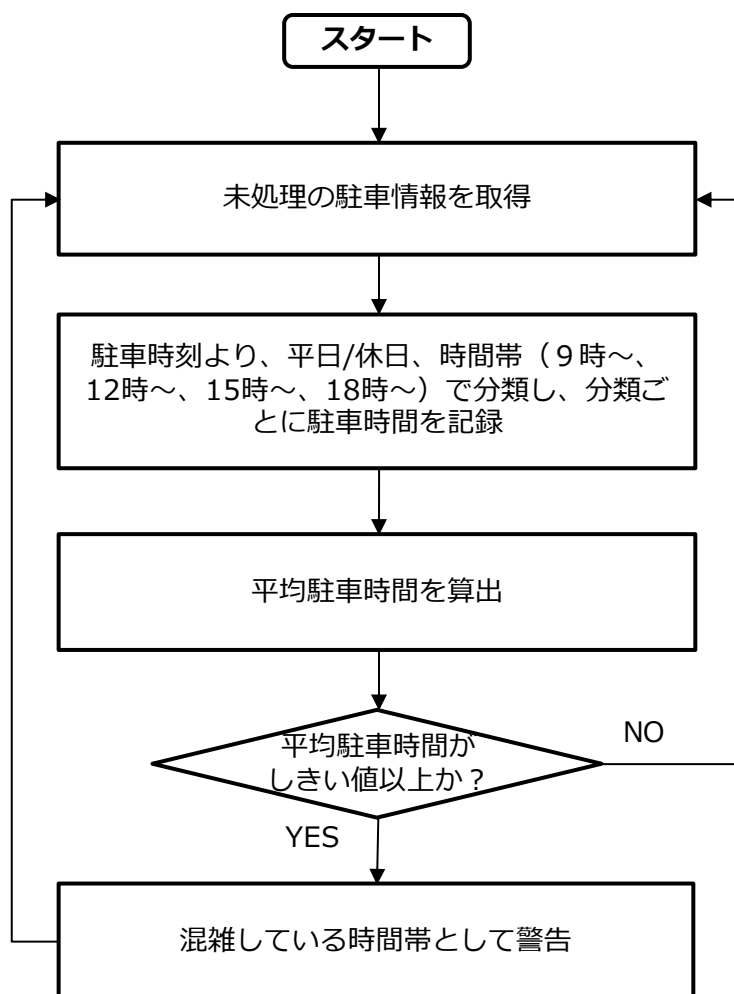 スタート
未処理の駐車情報を取得
駐車時刻より、平日/休日、時間帯（９時～、
12時～、15時～、18時～）で分類し、分類ご
とに駐車時間を記録
平均駐車時間を算出
平均駐車時間が
しきい値以上か？
NO
YES
混雑している時間帯として警告